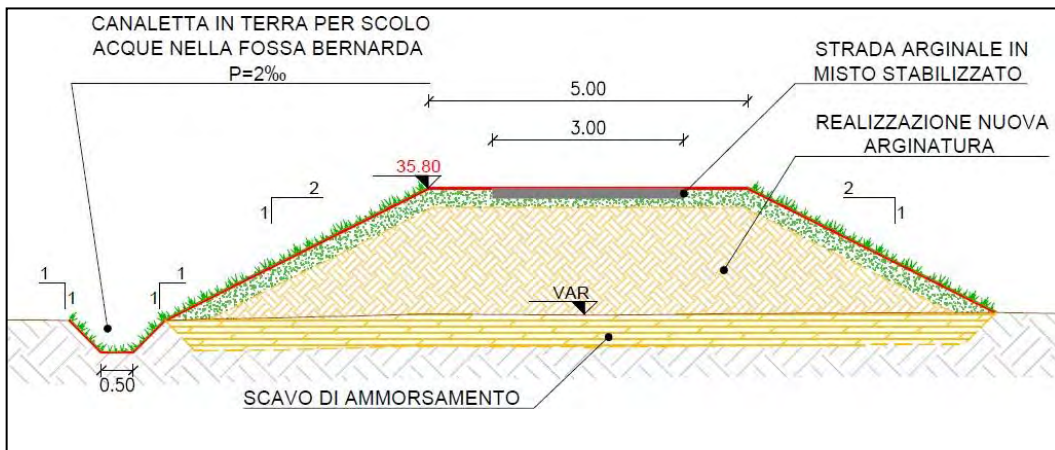 CANALETTA IN TERRA PER SCOLO
ACQUE NELLA FOSSA BERNARDA
P=2‰
STRADA ARGINALE IN
MISTO STABILIZZATO
5.00
3.00
REALIZZAZIONE NUOVA
ARGINATURA
35.80
2
1
2
1
1
1
1
1
VAR
0.50
SCAVO DI AMMORSAMENTO